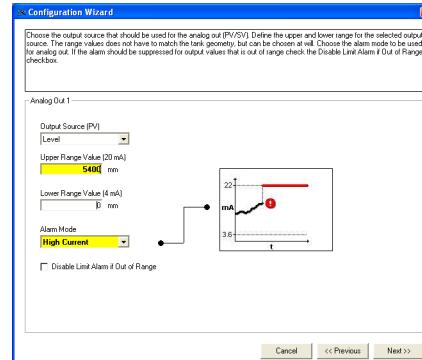 Configuration Wizard
Choose the output source that should be used for the analog out (PV/SV). Define the upper and lower range for the selected output
source. The range values does not have to match the tank geometry, but can be chosen at will. Choose the alarm mode to be used
for analog out. If the alarm should be suppressed for output values that is out of range check the Disable Limit Alarm if Out of Range
checkbox.
Analog Out 1
Output Source (PV)
Level
Upper Range Value (20 mA)
5400 mm
Lower Range Value (4 mA)
0 mm
Alarm Mode
High Current
Disable Limit Alarm if Out of Range
22
mA
3.6
t
Cancel << Previous Next >>